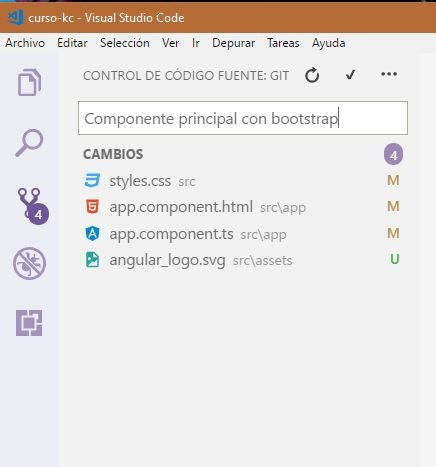 curso-kc - Visual Studio Code
Archivo Editar Selección Ver Ir Depurar Tareas Ayuda
CONTROL DE CÓDIGO FUENTE: GIT
Componente principal con bootstrap
CAMBIOS 4
styles.css src M
app.component.html src\app M
4 app.component.ts src\app M
angular_logo.svg src\assets U